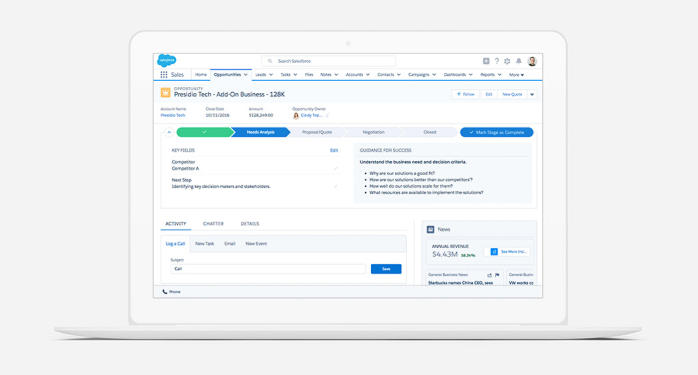 salesforce
Search Salesforce
Sales Home Opportunities Leads Tasks Files Notes Accounts Contacts Campaigns Dashboards Reports More
OPPORTUNITY
Presidio Tech - Add-On Business - 128K
+ Follow Edit New Quote
Account Name Close Date Amount Opportunity Owner
Presidio Tech 10/31/2016 $128,249.00
Needs Analysis Proposal/Quote Negotiation Closed Mark Stage as Complete
KEY FIELDS Edit GUIDANCE FOR SUCCESS
Competitor
Competitor A
Next Step
Identifying key decision makers and stakeholders.
Understand the business need and decision criteria.
• Why are our solutions a good fit?
• How are our solutions better than our competitors'?
• How well do our solutions scale for them?
• What resources are available to implement the solutions?
ACTIVITY CHATTER DETAILS
Log a Call New Task Email New Event
Subject
Call Save
News
ANNUAL REVENUE
$4.43M 58.34% See More
General Business News General Busin
Starbucks names China CEO, sees VW works co
Phone